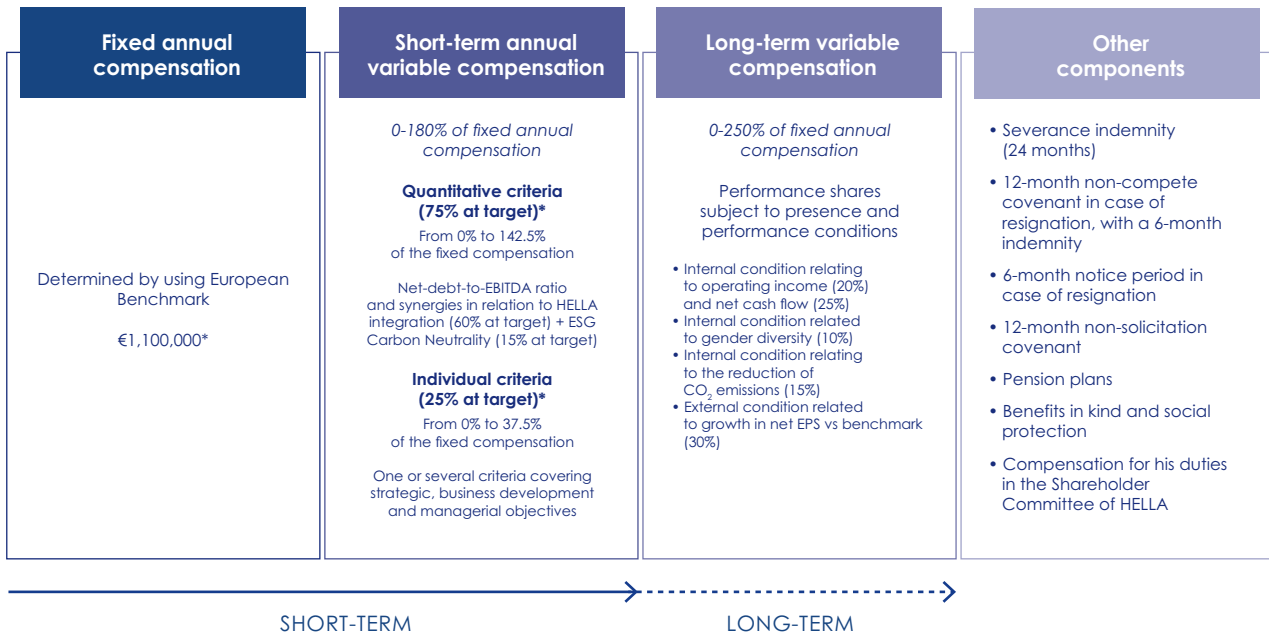 Fixed annual
compensation
Determined by using European
Benchmark
€1,100,000*
Short-term annual
variable compensation
0-180% of fixed annual
compensation
Quantitative criteria
(75% at target)*
From 0% to 142.5%
of the fixed compensation
Net-debt-to-EBITDA ratio
and synergies in relation to HELLA
integration (60% at target) + ESG
Carbon Neutrality (15% at target)
Individual criteria
(25% at target)*
From 0% to 37.5%
of the fixed compensation
One or several criteria covering
strategic, business development
and managerial objectives
Long-term variable
compensation
0-250% of fixed annual
compensation
Performance shares
subject to presence and
performance conditions
• Internal condition relating
to operating income (20%)
and net cash flow (25%)
• Internal condition related
to gender diversity (10%)
• Internal condition relating
to the reduction of
CO₂ emissions (15%)
• External condition related
to growth in net EPS vs benchmark
(30%)
Other
components
• Severance indemnity
(24 months)
• 12-month non-compete
covenant in case of
resignation, with a 6-month
indemnity
• 6-month notice period in
case of resignation
• 12-month non-solicitation
covenant
• Pension plans
• Benefits in kind and social
protection
• Compensation for his duties
in the Shareholder
Committee of HELLA
SHORT-TERM
LONG-TERM